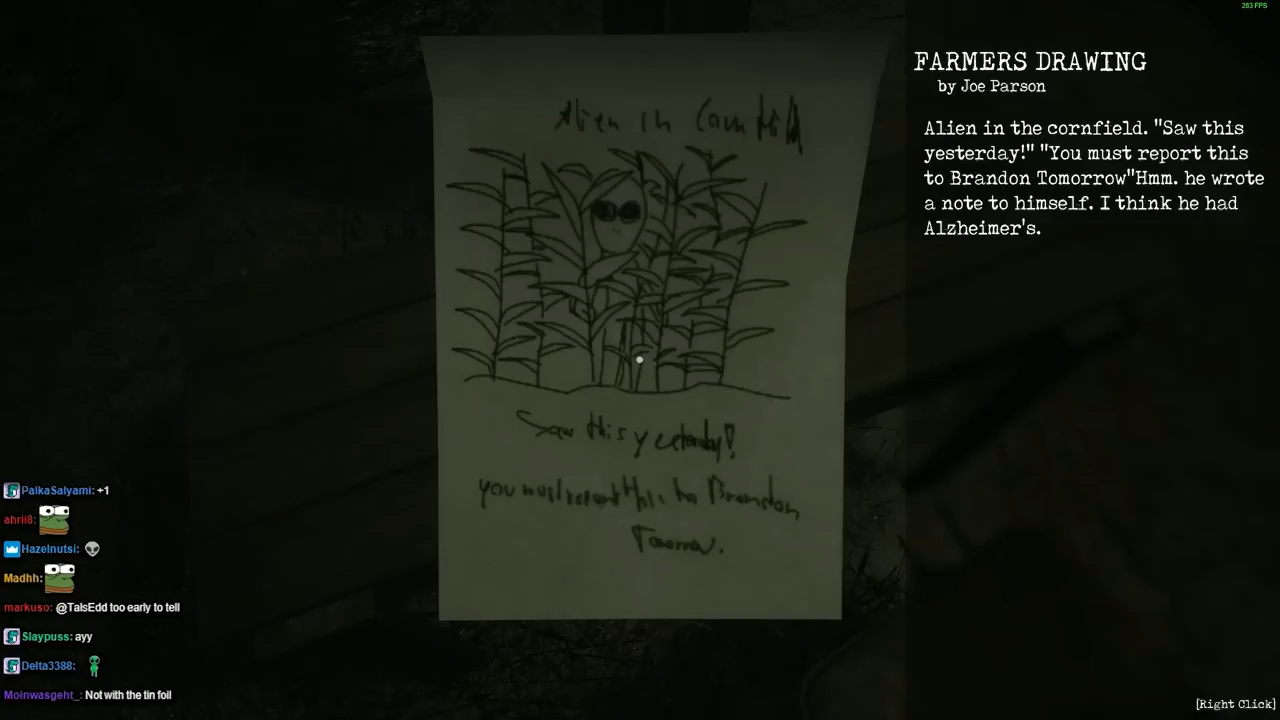 283 FPS
FARMERS DRAWING
by Joe Parson
Alien in the cornfield. "Saw this
yesterday!" "You must report this
to Brandon Tomorrow"Hmm. he wrote
a note to himself. I think he had
Alzheimer's.
Alien in Cornfild
Saw this yesterday!
you must report this to Brandon
Tomorrow.
PalkaSalyami: +1
ahrii8:
Hazelnutsi:
Madhh:
markuso: @TalsEdd too early to tell
Slaypuss: ayy
Delta3388:
Moinwasgeht_: Not with the tin foil
[Right Click]